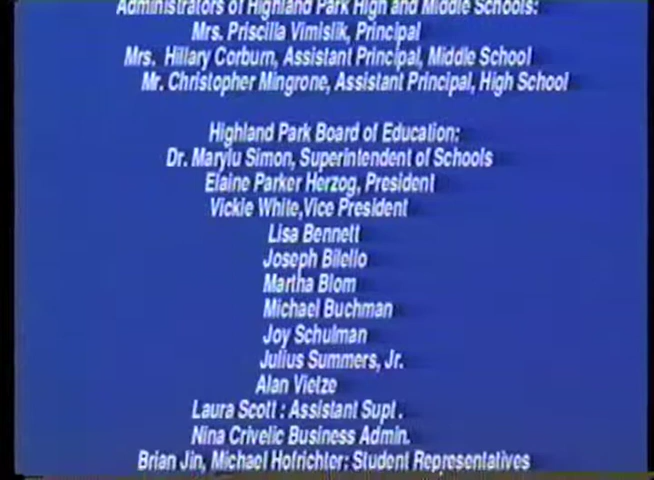 Administrators of Highland Park High and Middle Schools:
Mrs. Priscilla Vimislik, Principal
Mrs. Hillary Corburn, Assistant Principal, Middle School
Mr. Christopher Mingrone, Assistant Principal, High School
Highland Park Board of Education:
Dr. Marylu Simon, Superintendent of Schools
Elaine Parker Herzog, President
Vickie White,Vice President
Lisa Bennett
Joseph Bilello
Martha Blom
Michael Buchman
Joy Schulman
Julius Summers, Jr.
Alan Vietze
Laura Scott : Assistant Supt .
Nina Crivelic Business Admin.
Brian Jin, Michael Hofrichter: Student Representatives